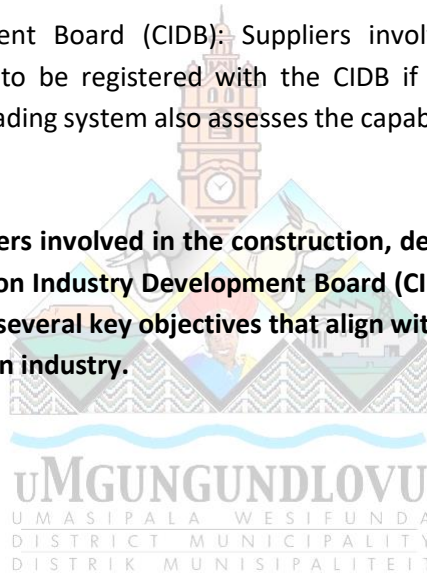 ent Board (CIDB): Suppliers invol
to be registered with the CIDB if
ading system also assesses the capab
ers involved in the construction, de
on Industry Development Board (CI
several key objectives that align wit
n industry.
UMGUNGUNDLOVU
UMASIPALA WESIFUNDA
DISTRICT MUNICIPALITY
DISTRIK MUNISIPALITEIT